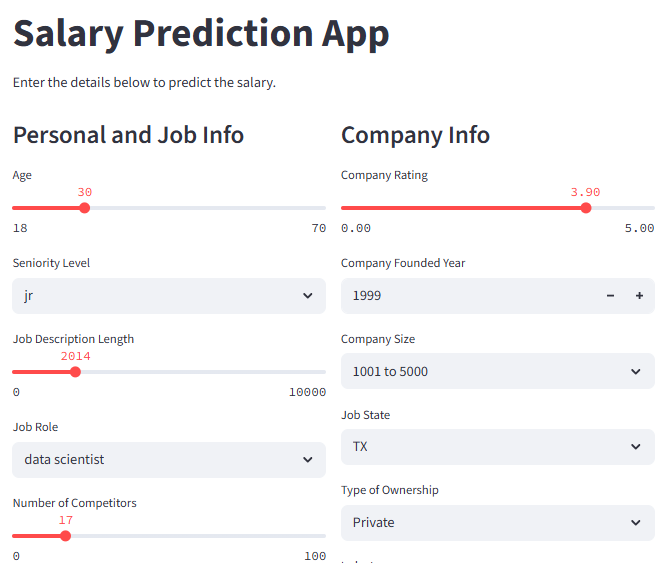 Salary Prediction App
Enter the details below to predict the salary.
Personal and Job Info
Age
30
18 70
Seniority Level
jr
Job Description Length
2014
0 10000
Job Role
data scientist
Number of Competitors
17
0 100
Company Info
Company Rating
3.90
0.00 5.00
Company Founded Year
1999
Company Size
1001 to 5000
Job State
TX
Type of Ownership
Private